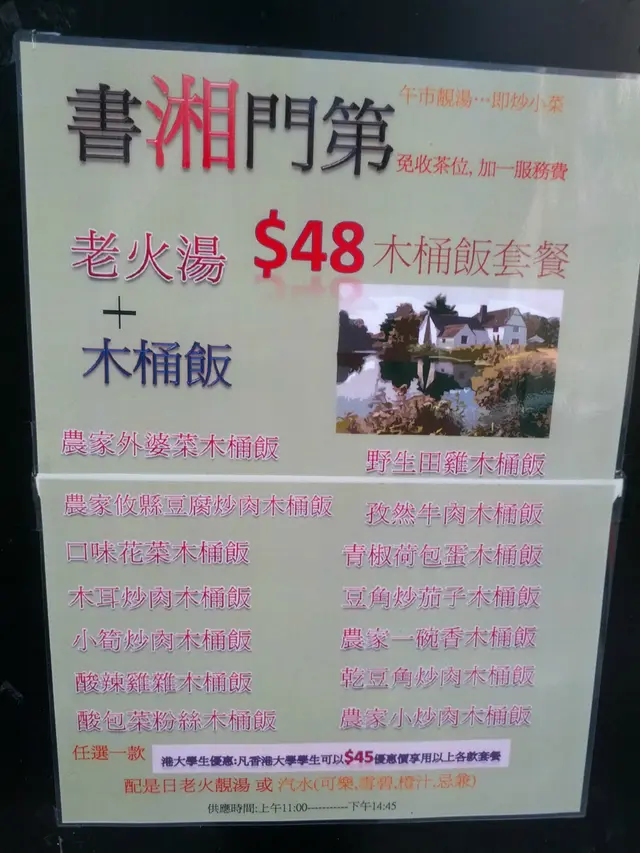 書湘門第
午市靚湯…即炒小菜
免收茶位, 加一服務費
老火湯
+
木桶飯
$48木桶飯套餐
農家外婆菜木桶飯
野生田雞木桶飯
農家攸縣豆腐炒肉木桶飯
孜然牛肉木桶飯
口味花菜木桶飯
青椒荷包蛋木桶飯
木耳炒肉木桶飯
豆角炒茄子木桶飯
小筍炒肉木桶飯
農家一碗香木桶飯
酸辣雞雜木桶飯
乾豆角炒肉木桶飯
酸包菜粉絲木桶飯
農家小炒肉木桶飯
任選一款
港大學生優惠:凡香港大學學生可以$45優惠價享用以上各款套餐
配是日老火靚湯 或 汽水(可樂,雪碧,橙汁,忌兼)
供應時間:上午11:00-----------下午14:45